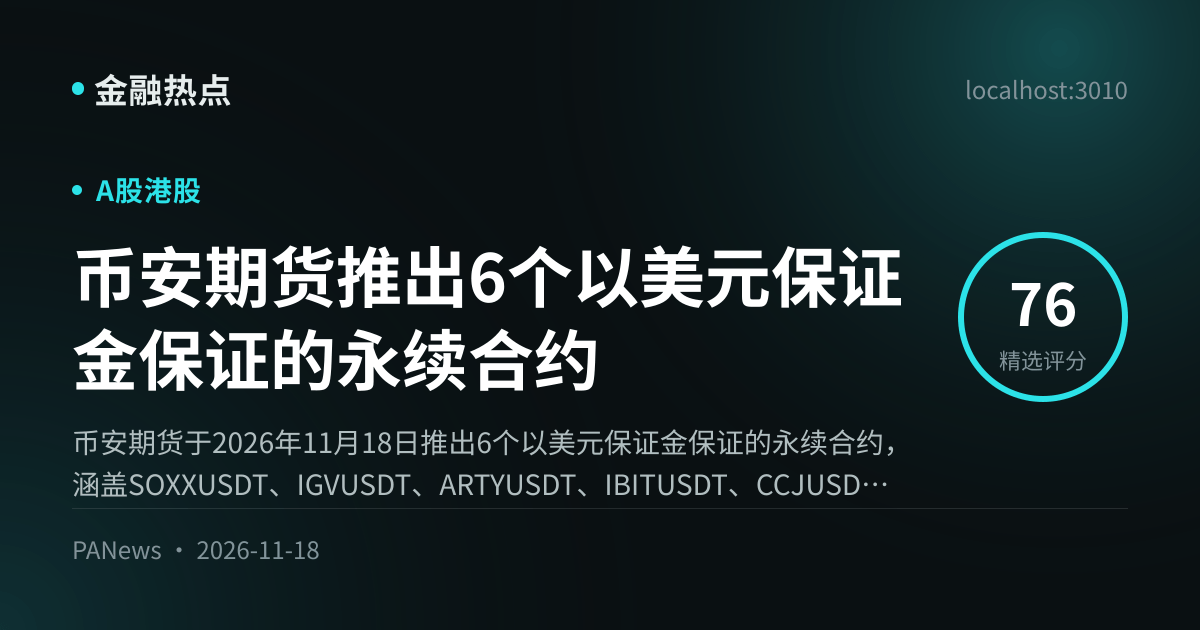 金融热点
localhost:3010
A股港股
币安期货推出6个以美元保证
金保证的永续合约
76
精选评分
币安期货于2026年11月18日推出6个以美元保证金保证的永续合约，
涵盖SOXXUSDT、IGVUSDT、ARTYUSDT、IBITUSDT、CCJUSD…
PANews • 2026-11-18